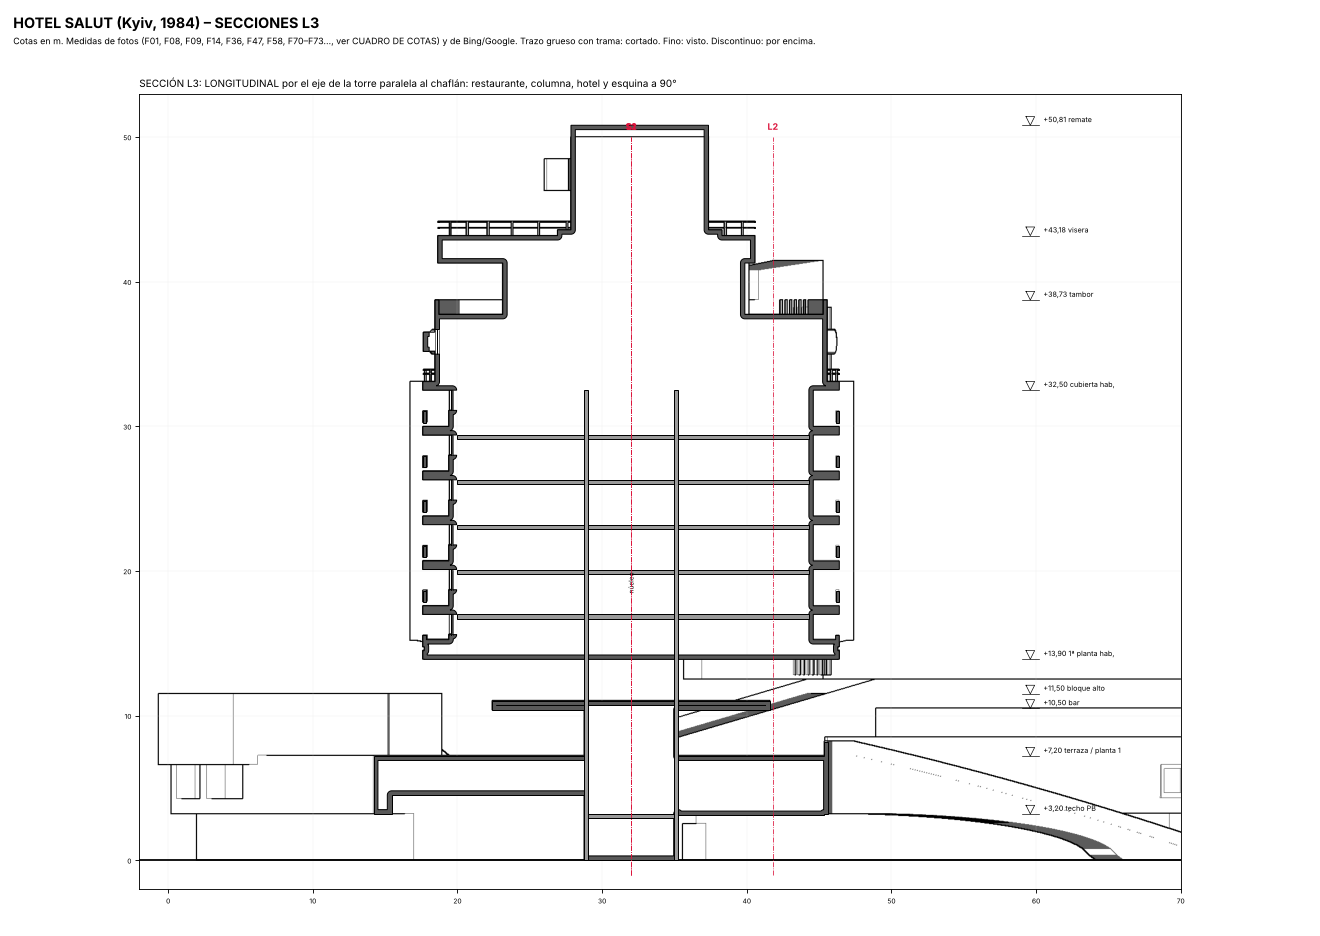 HOTEL SALUT (Kyiv, 1984) – SECCIONES L3
Cotas en m. Medidas de fotos (F01, F08, F09, F14, F36, F47, F58, F70–F73..., ver CUADRO DE COTAS) y de Bing/Google. Trazo grueso con trama: cortado. Fino: visto. Discontinuo: por encima.
SECCIÓN L3: LONGITUDINAL por el eje de la torre paralela al chaflán: restaurante, columna, hotel y esquina a 90°
L2
+50,81 remate
50
+43,18 visera
40
+38,73 tambor
+32,50 cubierta hab,
30
20
núcleo
+13,90 1ª planta hab,
+11,50 bloque alto
+10,50 bar
10
+7,20 terraza / planta 1
+3,20 techo PB
0
0 10 20 30 40 50 60 70